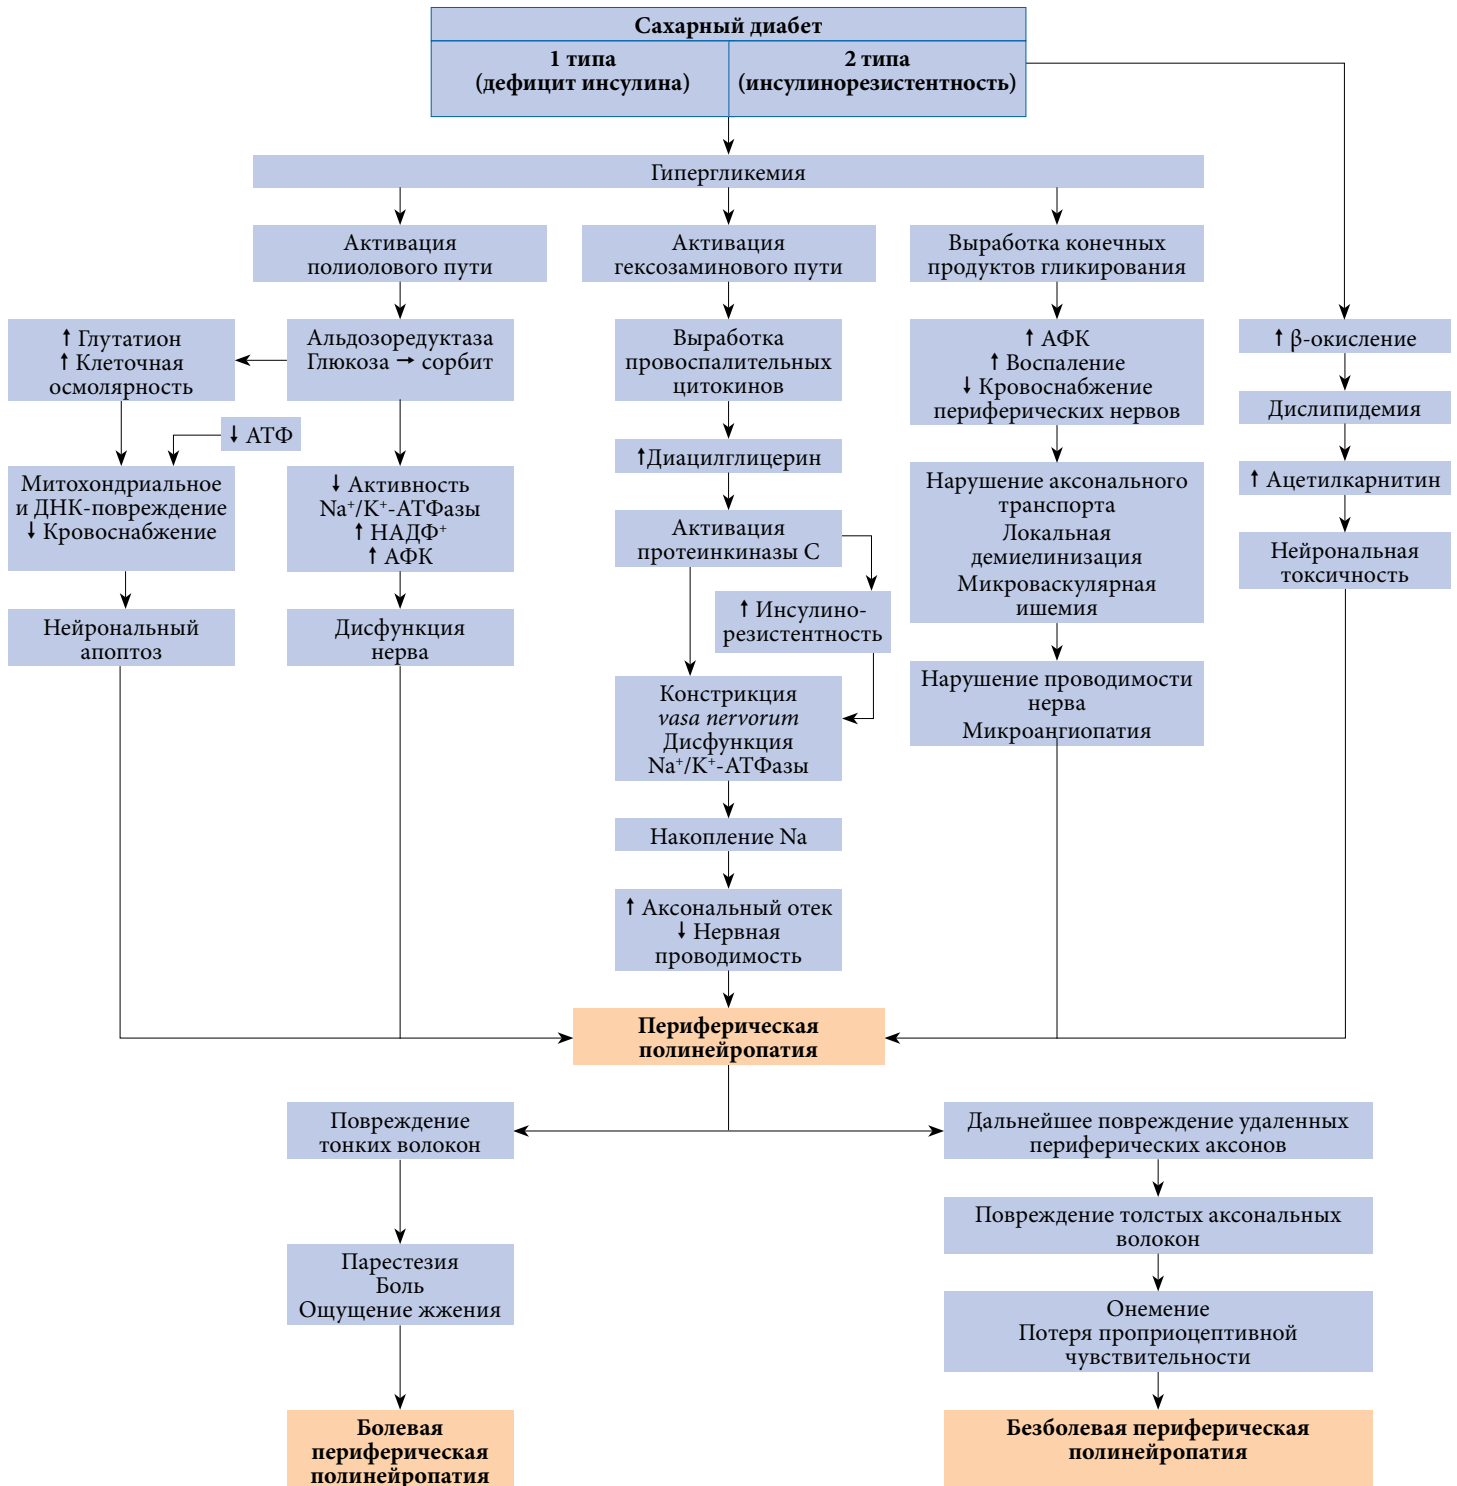 Сахарный диабет
1 типа
(дефицит инсулина)
2 типа
(инсулинорезистентность)
Гипергликемия
Активация
полиолового пути
Активация
гексозаминового пути
Выработка конечных
продуктов гликирования
↑ Глутатион
↑ Клеточная
осмолярность
Альдозоредуктаза
Глюкоза → сорбит
Выработка
провоспалительных
цитокинов
↑ АФК
↑ Воспаление
↓ Кровоснабжение
периферических нервов
↑ β-окисление
Дислипидемия
↓ АТФ
↑Диацилглицерин
Митохондриальное
и ДНК-повреждение
↓ Кровоснабжение
↓ Активность
Na⁺/K⁺-АТФазы
↑ НАДФ⁺
↑ АФК
Активация
протеинкиназы С
Нарушение аксонального
транспорта
Локальная
демиелинизация
Микроваскулярная
ишемия
↑ Ацетилкарнитин
Нейрональная
токсичность
↑ Инсулино-
резистентность
Нейрональный
апоптоз
Дисфункция
нерва
Констрикция
vasa nervorum
Дисфункция
Na⁺/K⁺-АТФазы
Нарушение проводимости
нерва
Микроангиопатия
Накопление Na
↑ Аксональный отек
↓ Нервная
проводимость
Периферическая
полинейропатия
Повреждение
тонких волокон
Дальнейшее повреждение удаленных
периферических аксонов
Повреждение толстых аксональных
волокон
Парестезия
Боль
Ощущение жжения
Онемение
Потеря проприоцептивной
чувствительности
Болевая
периферическая
полинейропатия
Безболевая периферическая
полинейропатия